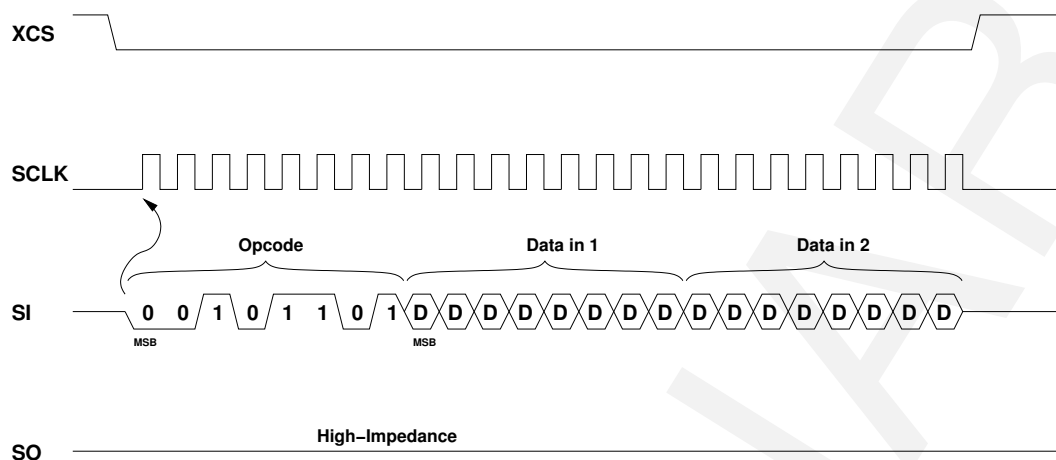 XCS
SCLK
Opcode
Data in 1
Data in 2
SI
0 0 1 0 1 1 0 1 D D D D D D D D D D D D D D D D
MSB
MSB
High-Impedance
SO